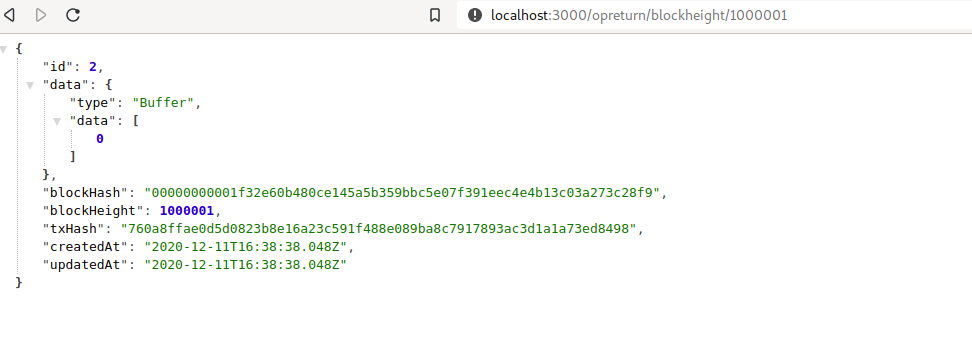 localhost:3000/opreturn/blockheight/1000001
{
"id": 2,
"data": {
"type": "Buffer",
"data": [
0
]
},
"blockHash": "00000000001f32e60b480ce145a5b359bbc5e07f391eec4e4b13c03a273c28f9",
"blockHeight": 1000001,
"txHash": "760a8ffae0d5d0823b8e16a23c591f488e089ba8c7917893ac3d1a1a73ed8498",
"createdAt": "2020-12-11T16:38:38.048Z",
"updatedAt": "2020-12-11T16:38:38.048Z"
}